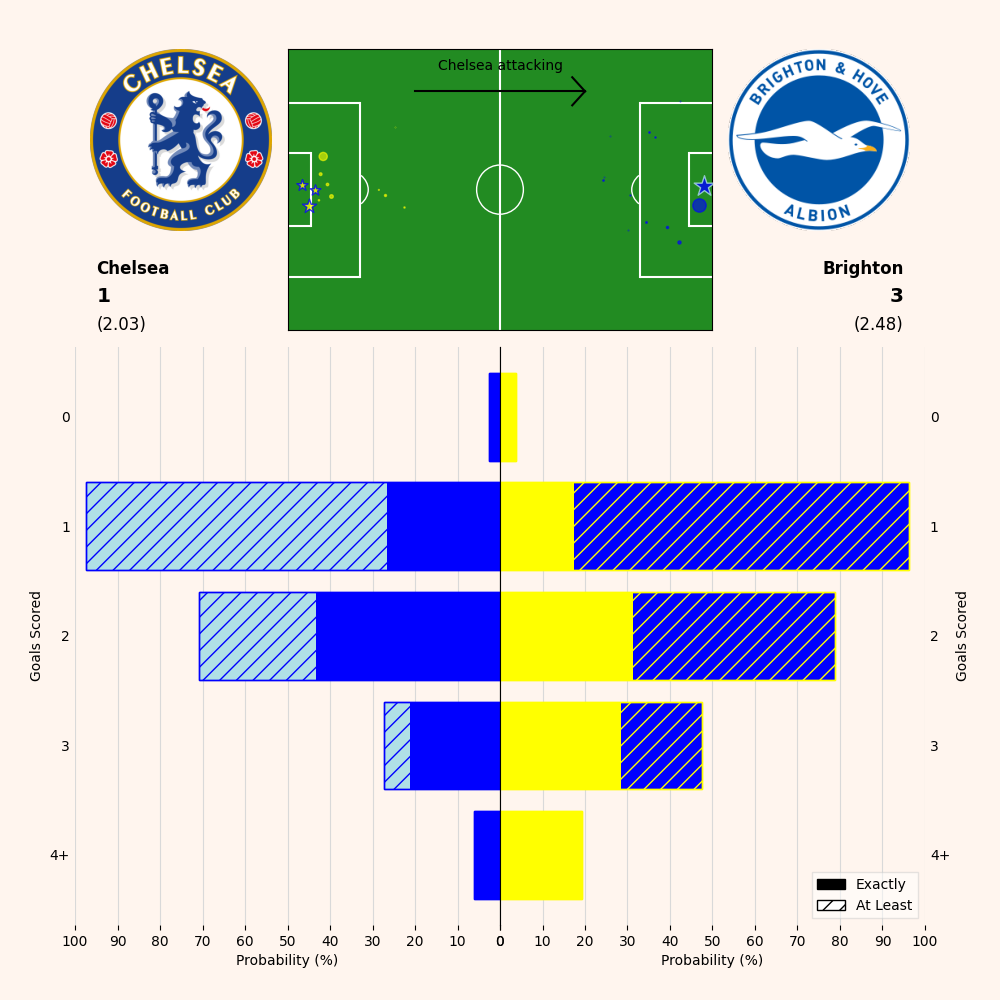 CHELSEA
FOOTBALL CLUB
Chelsea attacking
BRIGHTON & HOVE
ALBION
Chelsea
1
(2.03)
Brighton
3
(2.48)
0
1
2
3
4+
Goals Scored
0
1
2
3
4+
Goals Scored
Exactly
At Least
100 90 80 70 60 50 40 30 20 10 0
0 10 20 30 40 50 60 70 80 90 100
Probability (%)
Probability (%)